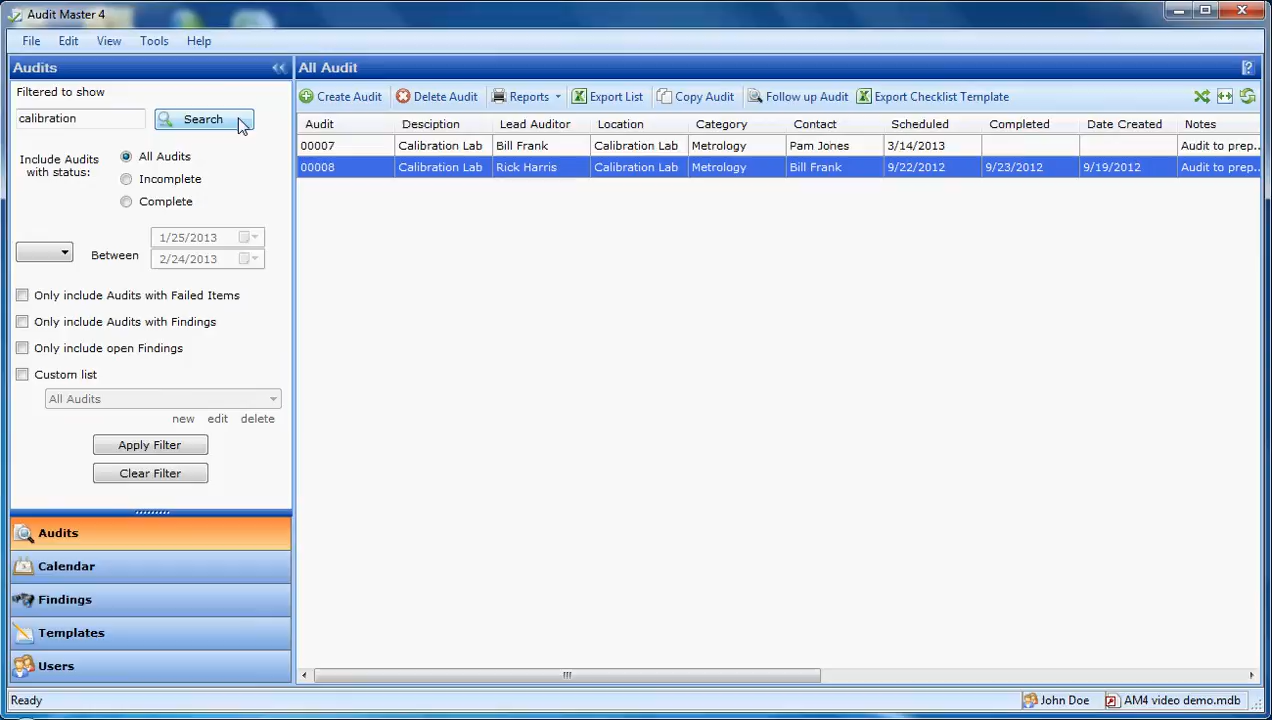 Audit Master 4
File Edit View Tools Help
Audits
All Audit
Filtered to show
calibration Search
Include Audits with status:
All Audits
Incomplete
Complete
Between
1/25/2013
2/24/2013
Only include Audits with Failed Items
Only include Audits with Findings
Only include open Findings
Custom list
All Audits
new edit delete
Apply Filter
Clear Filter
Audits
Calendar
Findings
Templates
Users
Create Audit Delete Audit Reports Export List Copy Audit Follow up Audit Export Checklist Template
Audit Desciption Lead Auditor Location Category Contact Scheduled Completed Date Created Notes
00007 Calibration Lab Bill Frank Calibration Lab Metrology Pam Jones 3/14/2013 Audit to prep...
00008 Calibration Lab Rick Harris Calibration Lab Metrology Bill Frank 9/22/2012 9/23/2012 9/19/2012 Audit to prep...
Ready John Doe AM4 video demo.mdb